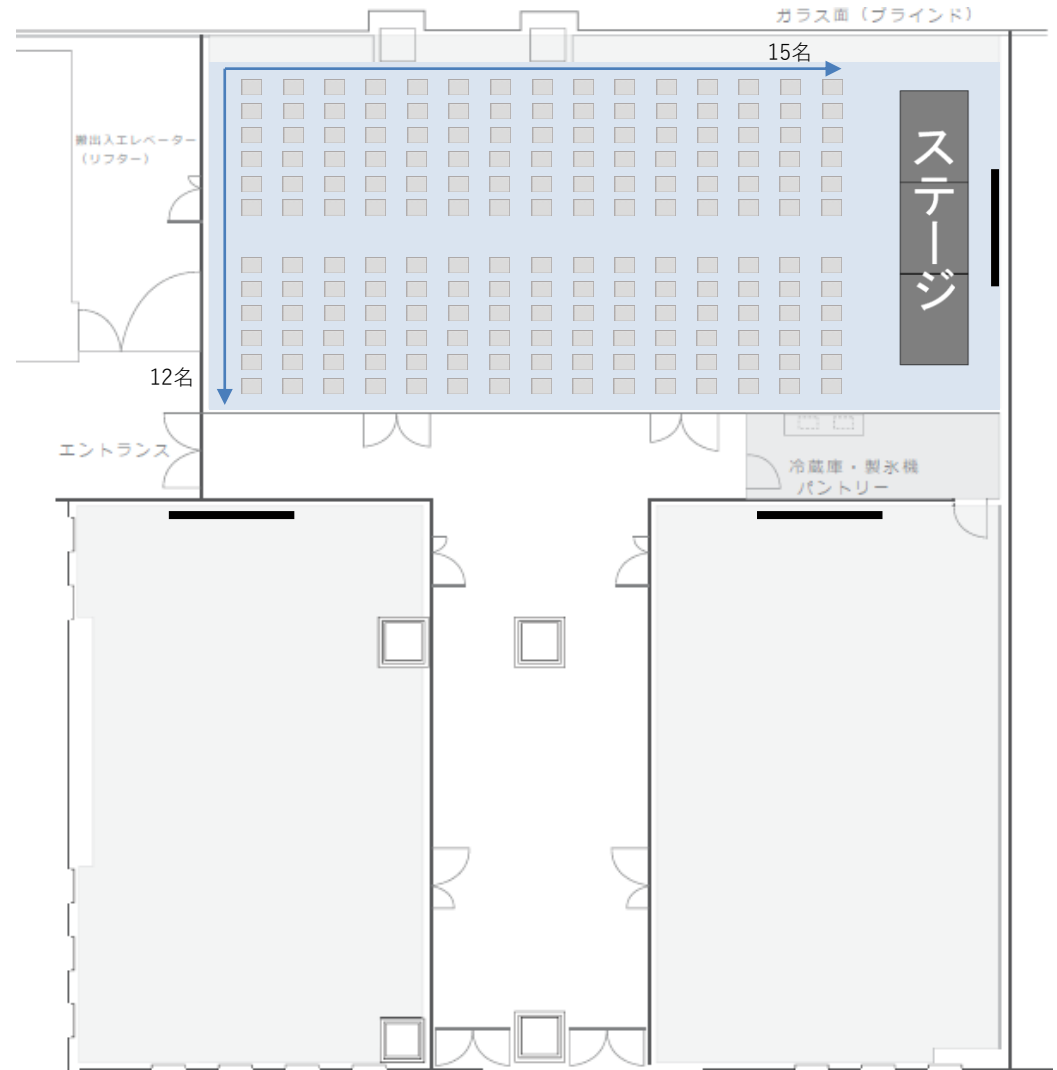 ガラス面（ブラインド）
15名
搬出入エレベーター
（リフター）
ステージ
12名
エントランス
冷蔵庫・製氷機
パントリー